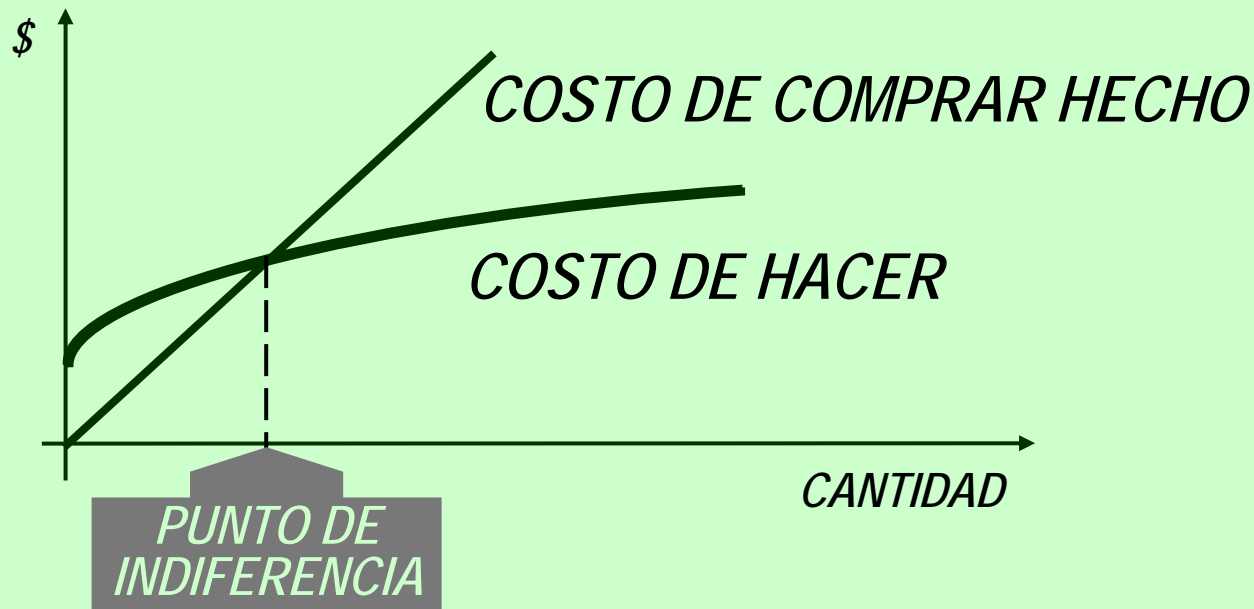 $
COSTO DE COMPRAR HECHO
COSTO DE HACER
CANTIDAD
PUNTO DE
INDIFERENCIA